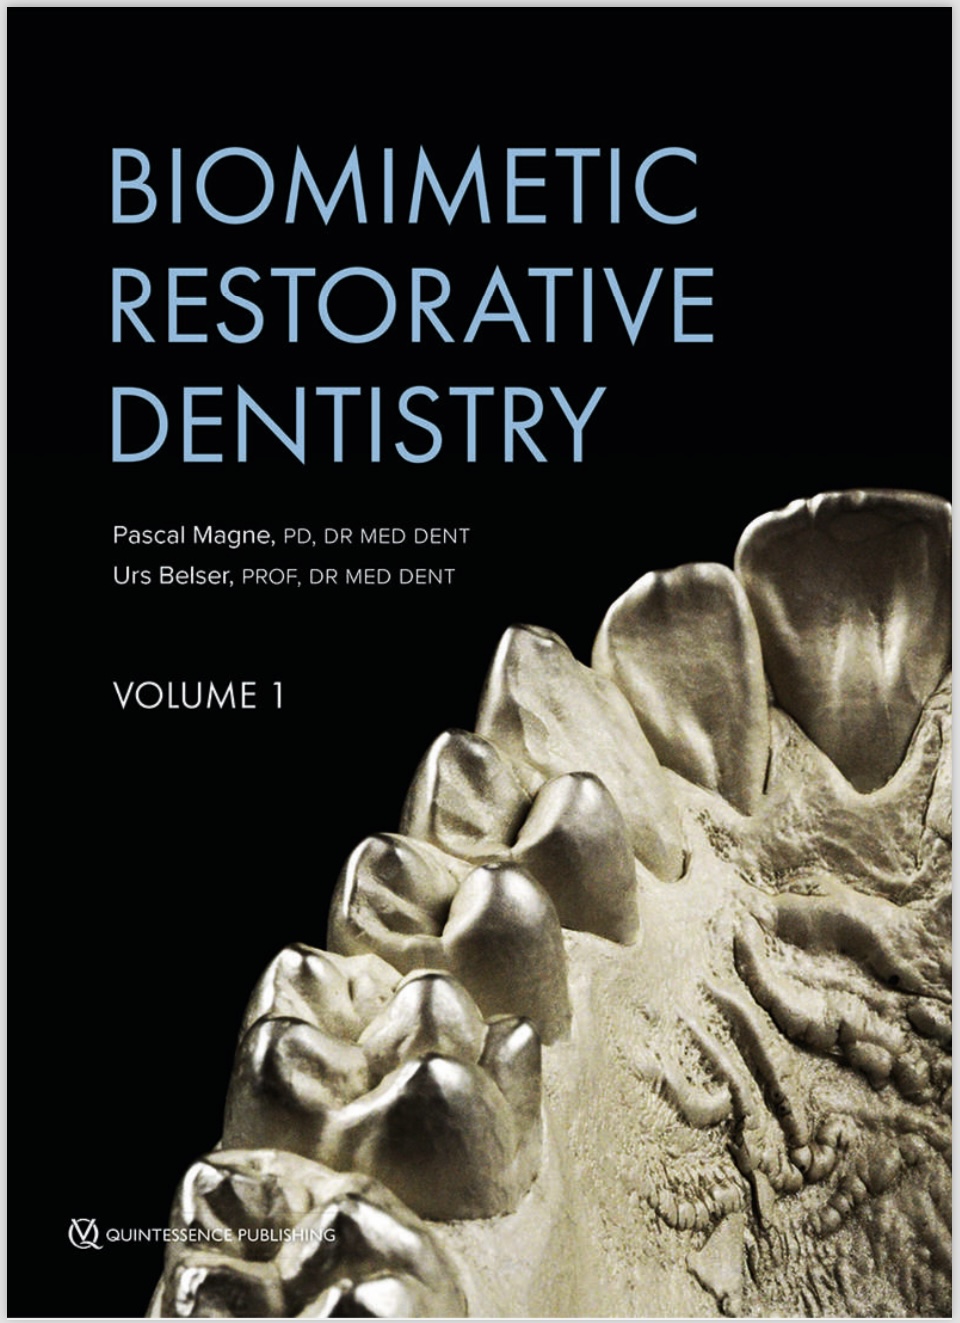 BIOMIMETIC
RESTORATIVE
DENTISTRY
Pascal Magne, PD, DR MED DENT
Urs Belser, PROF, DR MED DENT
VOLUME 1
QUINTESSENCE PUBLISHING